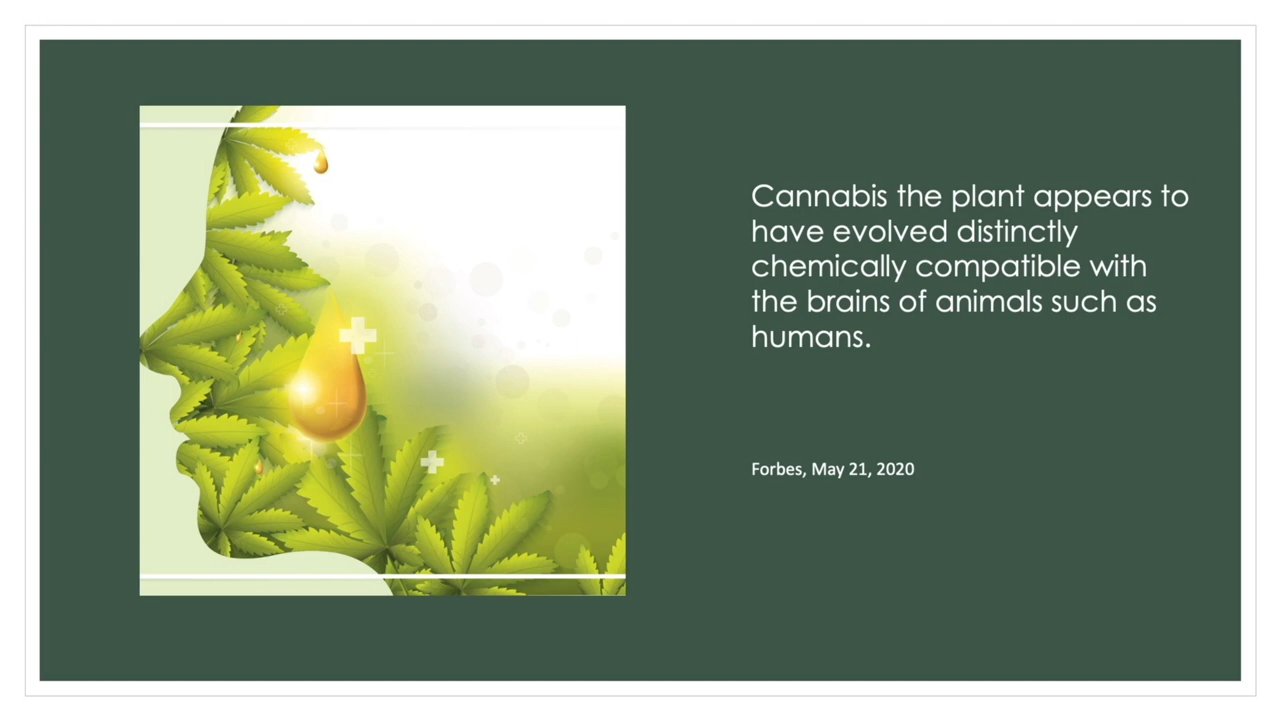 Cannabis the plant appears to
have evolved distinctly
chemically compatible with
the brains of animals such as
humans.
Forbes, May 21, 2020